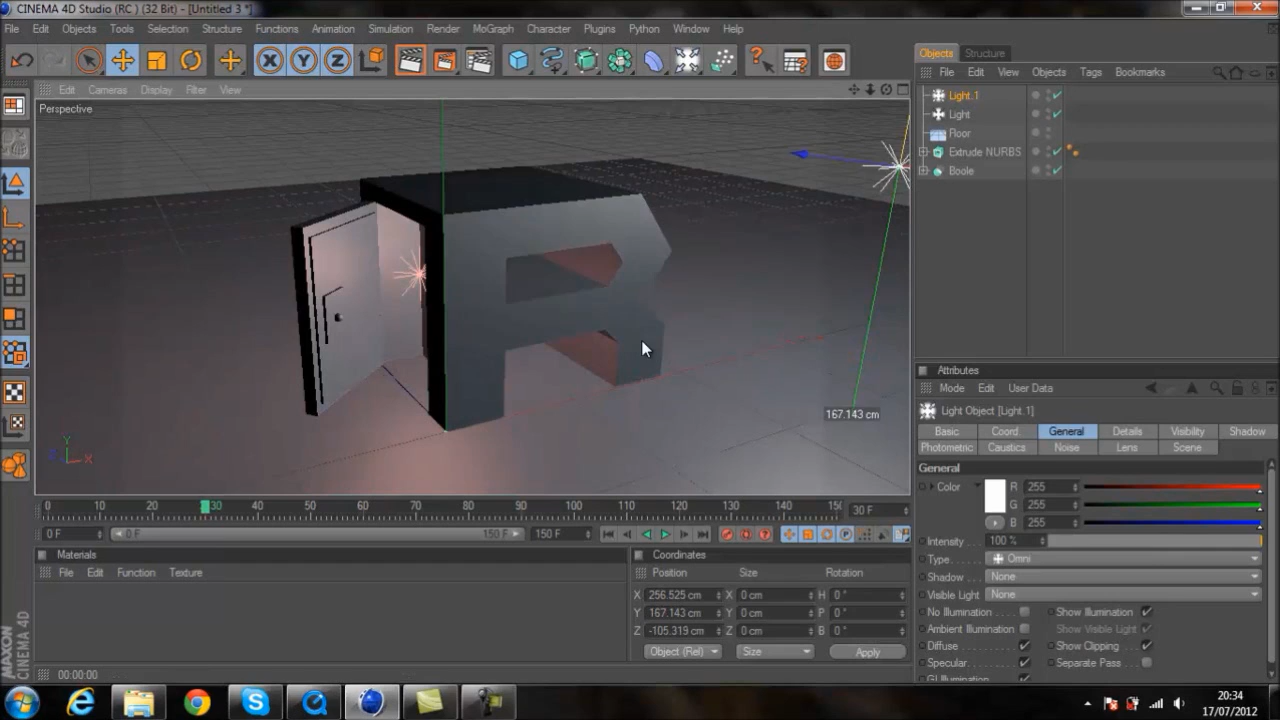 CINEMA 4D Studio (RC ) (32 Bit) - [Untitled 3 *]
File Edit Objects Tools Selection Structure Functions Animation Simulation Render MoGraph Character Plugins Python Window Help
Objects Structure
File Edit View Objects Tags Bookmarks
Edit Cameras Display Filter View
Perspective
Light.1
Light
Floor
Extrude NURBS
Boole
R
167.143 cm
Y
X
Attributes
Mode Edit User Data
Light Object [Light.1]
Basic Coord. General Details Visibility Shadow
Photometric Caustics Noise Lens Scene
General
Color R 255
G 255
B 255
Intensity 100 %
Type Omni
Shadow None
Visible Light None
No Illumination Show Illumination
Ambient Illumination Show Visible Light
Diffuse Show Clipping
Specular Separate Pass
GI Illumination
0 10 20 30 40 50 60 70 80 90 100 110 120 130 140 150 30 F
0 F 0 F 150 F 150 F
Materials
File Edit Function Texture
Coordinates
Position Size Rotation
X 256.525 cm X 0 cm H 0 °
Y 167.143 cm Y 0 cm P 0 °
Z -105.319 cm Z 0 cm B 0 °
Object (Rel) Size Apply
MAXON
CINEMA 4D
00:00:00
20:34
17/07/2012